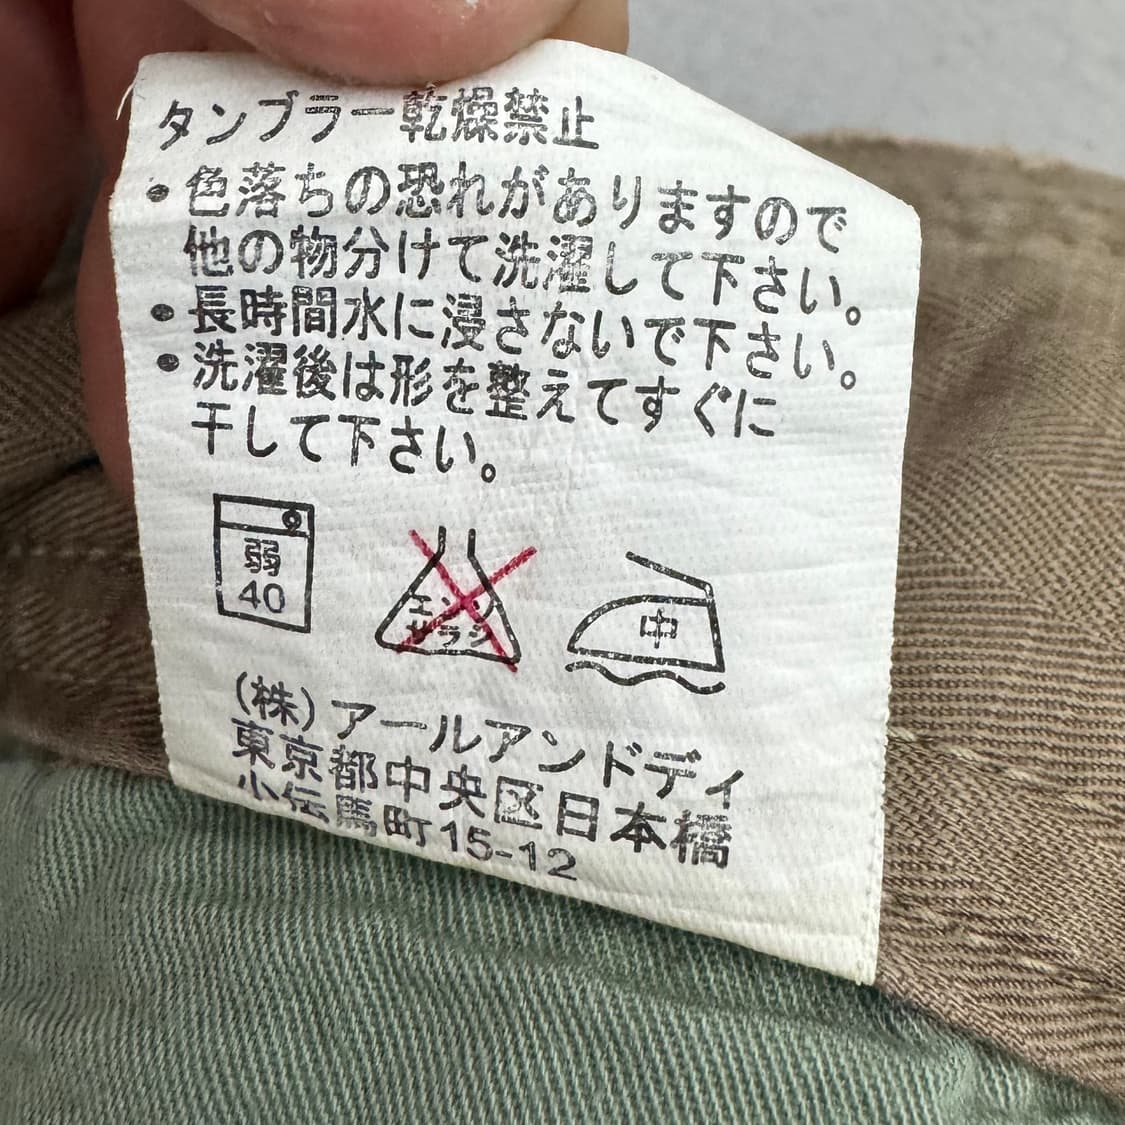 タンブラー乾燥禁止
・色落ちの恐れがありますので
他の物分けて洗濯して下さい。
・長時間水に浸さないで下さい。
・洗濯後は形を整えてすぐに
干して下さい。
弱
40
エンソ
サラシ
中
(株)アールアンドディ
東京都中央区日本橋
小伝馬町15-12